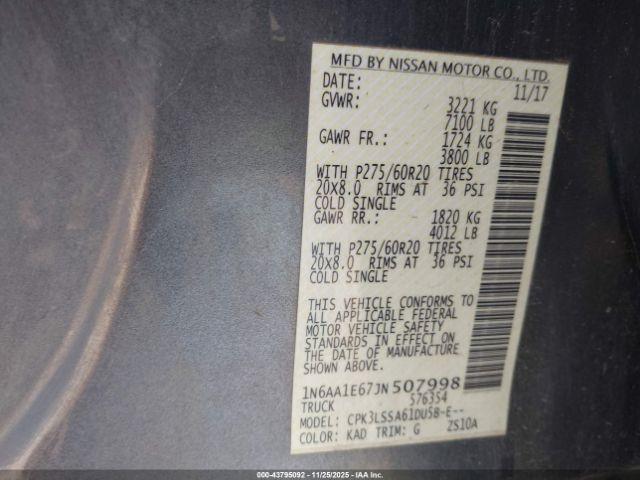 MFD BY NISSAN MOTOR CO., LTD.
DATE: 11/17
GVWR: 3221 KG
7100 LB
GAWR FR.: 1724 KG
3800 LB
WITH P275/60R20 TIRES
20X8.0 RIMS AT 36 PSI
COLD SINGLE
GAWR RR.: 1820 KG
4012 LB
WITH P275/60R20 TIRES
20X8.0 RIMS AT 36 PSI
COLD SINGLE
THIS VEHICLE CONFORMS TO
ALL APPLICABLE FEDERAL
MOTOR VEHICLE SAFETY
STANDARDS IN EFFECT ON
THE DATE OF MANUFACTURE
SHOWN ABOVE.
1N6AA1E67JN507998
TRUCK 576354
MODEL: CPK3LSSA61DU5B-E--
COLOR: KAD TRIM: G ZS10A
000-43795092 - 11/25/2025 - IAAI.COM